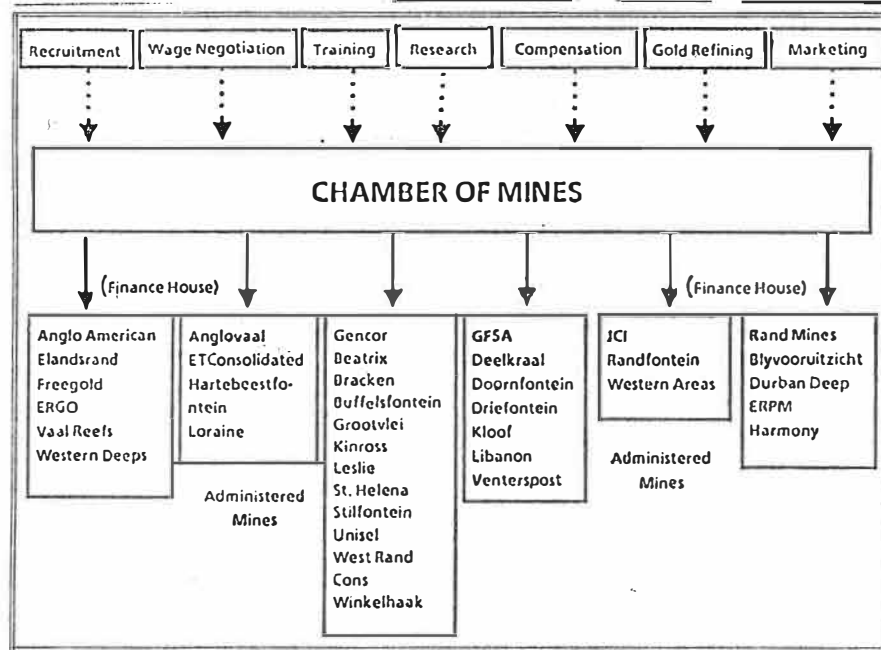 Recruitment
Wage Negotiation
Training
Research
Compensation
Gold Refining
Marketing
CHAMBER OF MINES
(Finance House)
(Finance House)
Anglo American
Elandsrand
Freegold
ERGO
Vaal Reefs
Western Deeps
Anglovaal
ETConsolidated
Hartebeestfo-
ntein
Loraine
Administered
Mines
Gencor
Beatrix
Bracken
Buffelsfontein
Grootvlei
Kinross
Leslie
St. Helena
Stilfontein
Unisel
West Rand
Cons
Winkelhaak
GFSA
Deelkraal
Doornfontein
Driefontein
Kloof
Libanon
Venterspost
JCI
Randfontein
Western Areas
Administered
Mines
Rand Mines
Blyvooruitzicht
Durban Deep
ERPM
Harmony